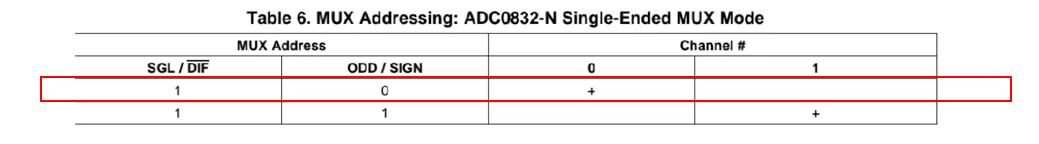 Table 6. MUX Addressing: ADC0832-N Single-Ended MUX Mode
MUX Address Channel #
SGL / DIF ODD / SIGN 0 1
1 0 +
1 1 +